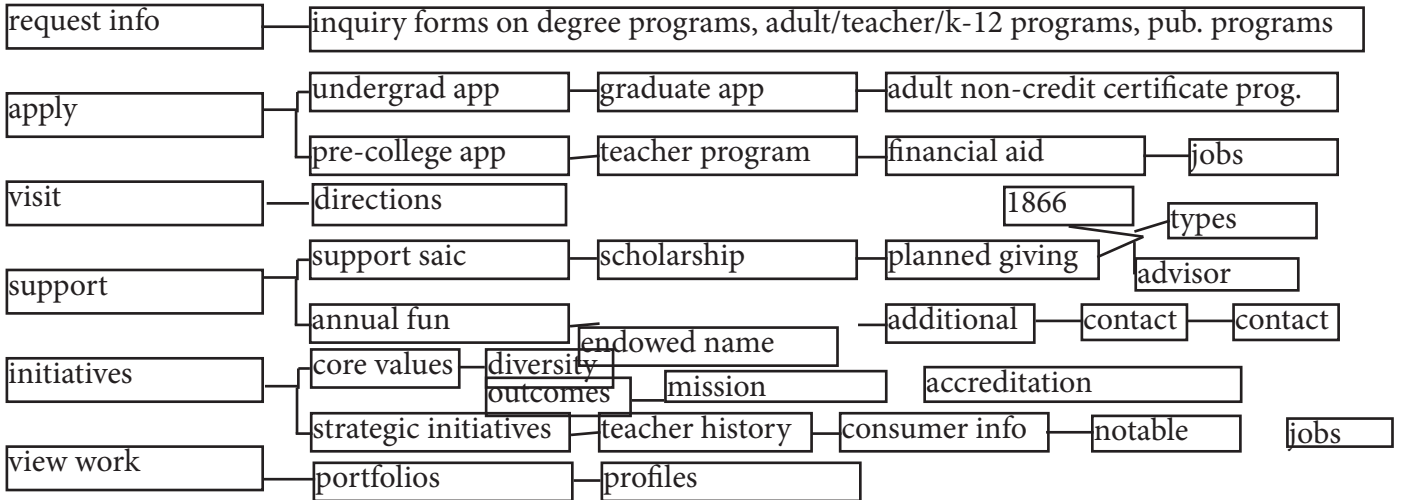 request info
inquiry forms on degree programs, adult/teacher/k-12 programs, pub. programs
apply
undergrad app
graduate app
adult non-credit certificate prog.
pre-college app
teacher program
financial aid
jobs
visit
directions
1866
types
support
support saic
scholarship
planned giving
advisor
annual fun
endowed name
additional
contact
contact
initiatives
core values
diversity
outcomes
mission
accreditation
strategic initiatives
teacher history
consumer info
notable
jobs
view work
portfolios
profiles